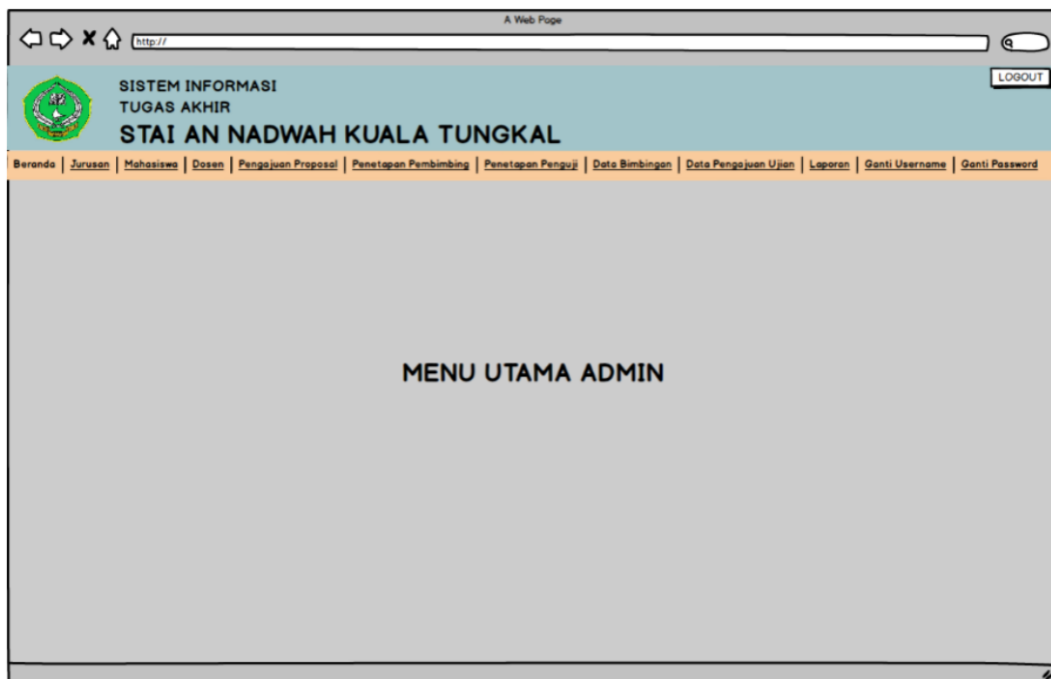 A Web Page
http://
LOGOUT
SISTEM INFORMASI
TUGAS AKHIR
STAI AN NADWAH KUALA TUNGKAL
Beranda | Jurusan | Mahasiswa | Dosen | Pengajuan Proposal | Penetapan Pembimbing | Penetapan Penguji | Data Bimbingan | Data Pengajuan Ujian | Laporan | Ganti Username | Ganti Password
MENU UTAMA ADMIN